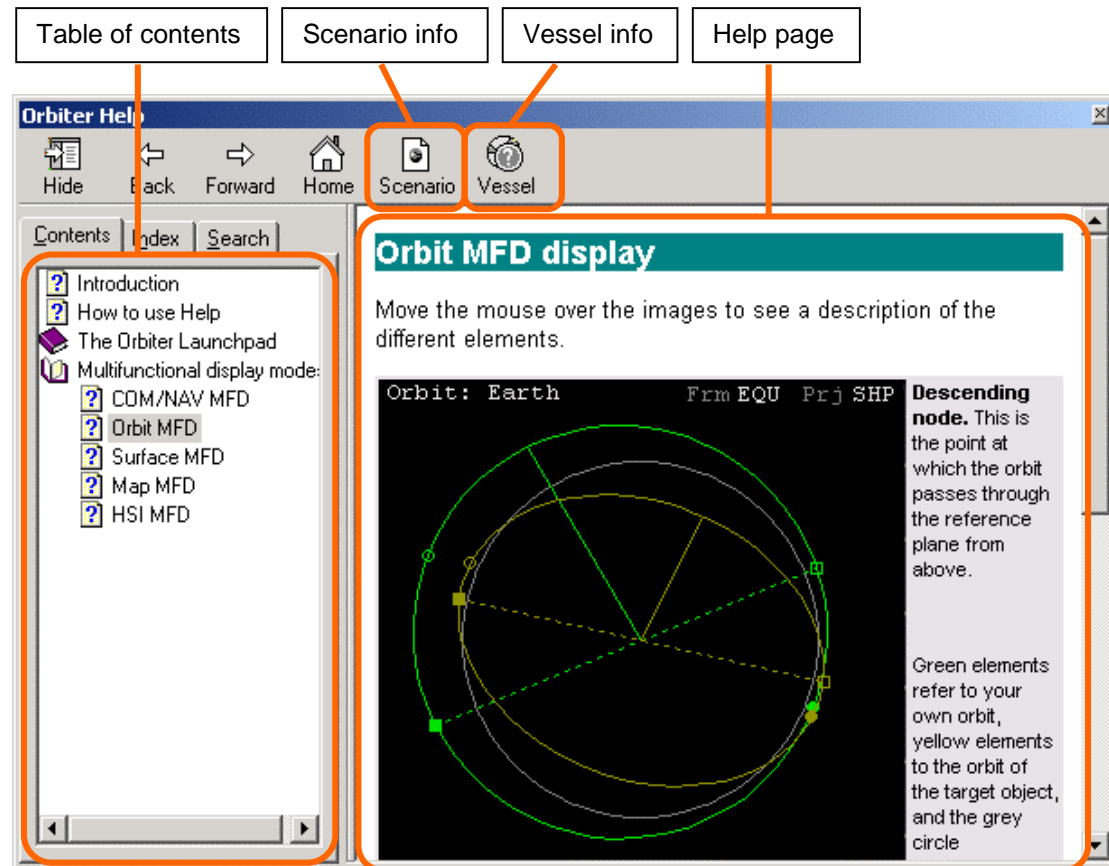 Table of contents
Scenario info
Vessel info
Help page
Orbiter Help
Hide
Back
Forward
Home
Scenario
Vessel
Contents
Index
Search
Introduction
How to use Help
The Orbiter Launchpad
Multifunctional display mode
COM/NAV MFD
Orbit MFD
Surface MFD
Map MFD
HSI MFD
Orbit MFD display
Move the mouse over the images to see a description of the
different elements.
Orbit: Earth Frm EQU Prj SHP
Descending
node. This is
the point at
which the orbit
passes through
the reference
plane from
above.
Green elements
refer to your
own orbit,
yellow elements
to the orbit of
the target object,
and the grey
circle